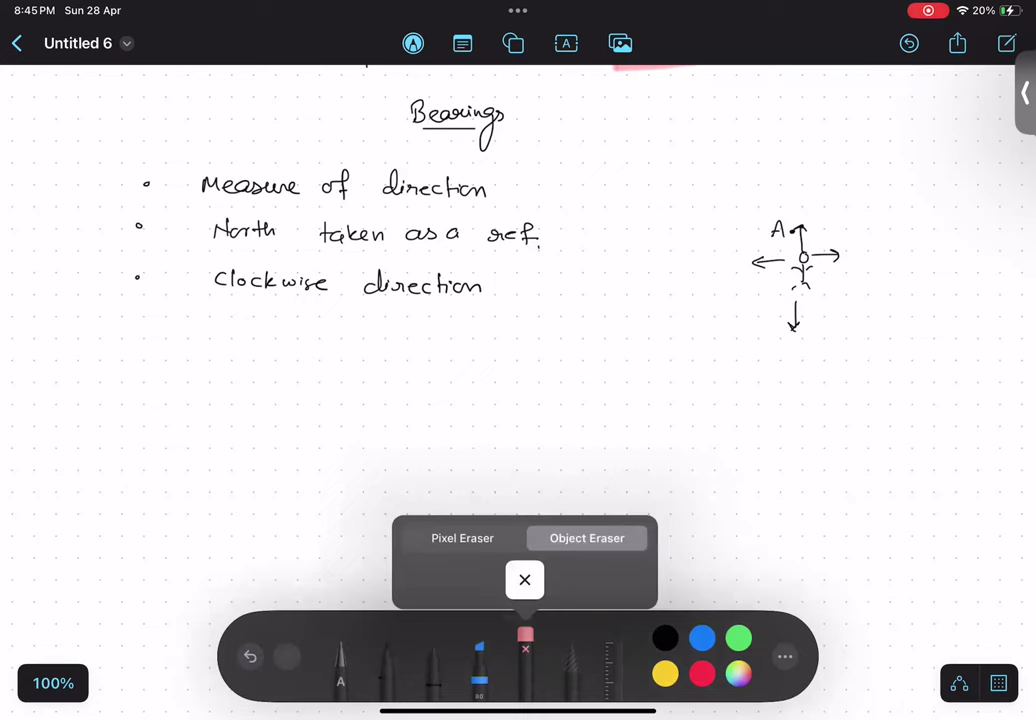 8:45 PM Sun 28 Apr
20%
Untitled 6
A
Bearings
• Measure of direction
• North taken as a ref.
• Clockwise direction
A
Pixel Eraser Object Eraser
A
80
100%